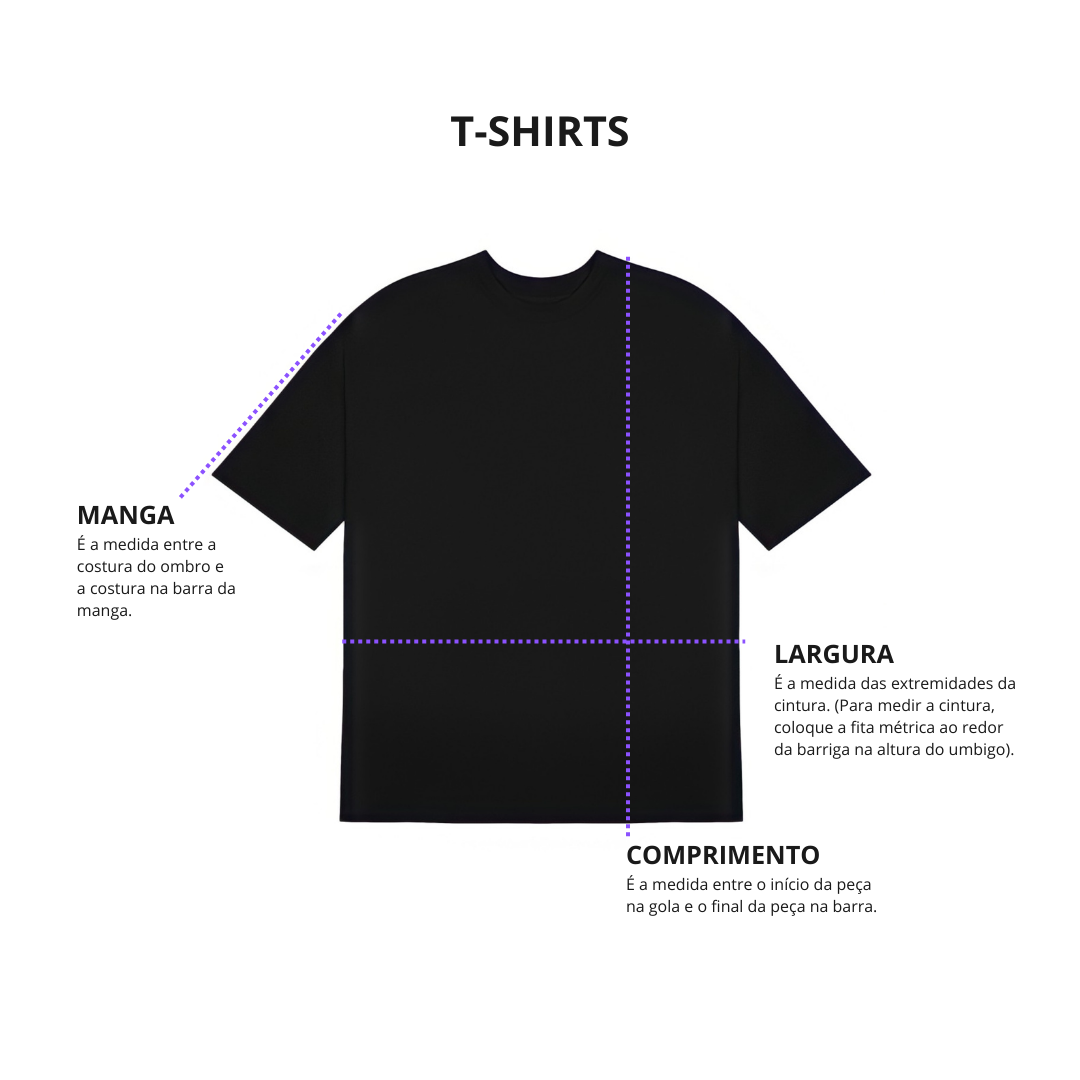 T-SHIRTS
MANGA
É a medida entre a
costura do ombro e
a costura na barra da
manga.
LARGURA
É a medida das extremidades da
cintura. (Para medir a cintura,
coloque a fita métrica ao redor
da barriga na altura do umbigo).
COMPRIMENTO
É a medida entre o início da peça
na gola e o final da peça na barra.